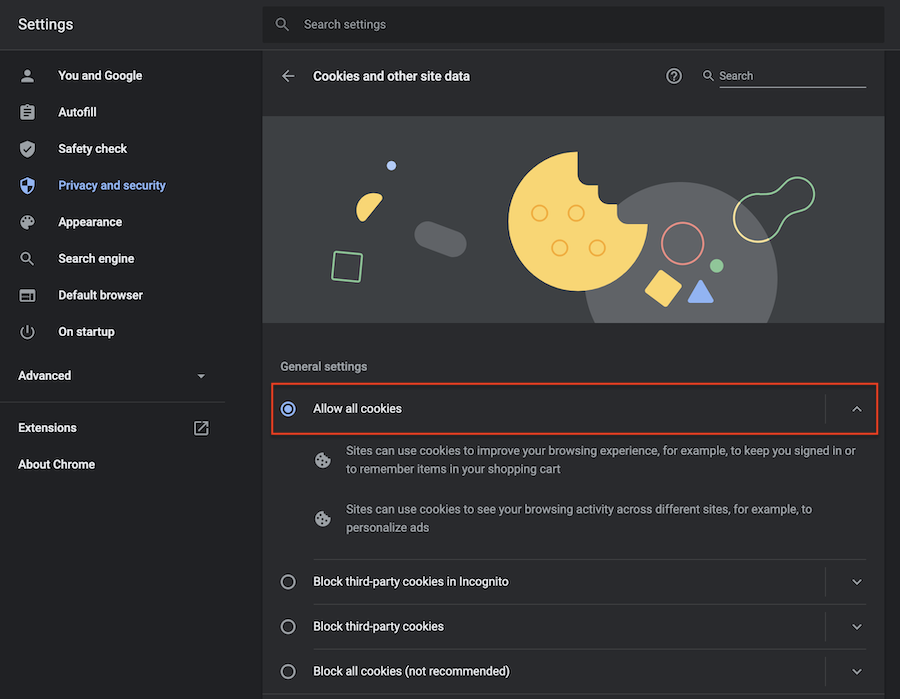 Settings
Search settings
You and Google
Autofill
Safety check
Privacy and security
Appearance
Search engine
Default browser
On startup
Advanced
Extensions
About Chrome
Cookies and other site data
Search
General settings
Allow all cookies
Sites can use cookies to improve your browsing experience, for example, to keep you signed in or
to remember items in your shopping cart
Sites can use cookies to see your browsing activity across different sites, for example, to
personalize ads
Block third-party cookies in Incognito
Block third-party cookies
Block all cookies (not recommended)